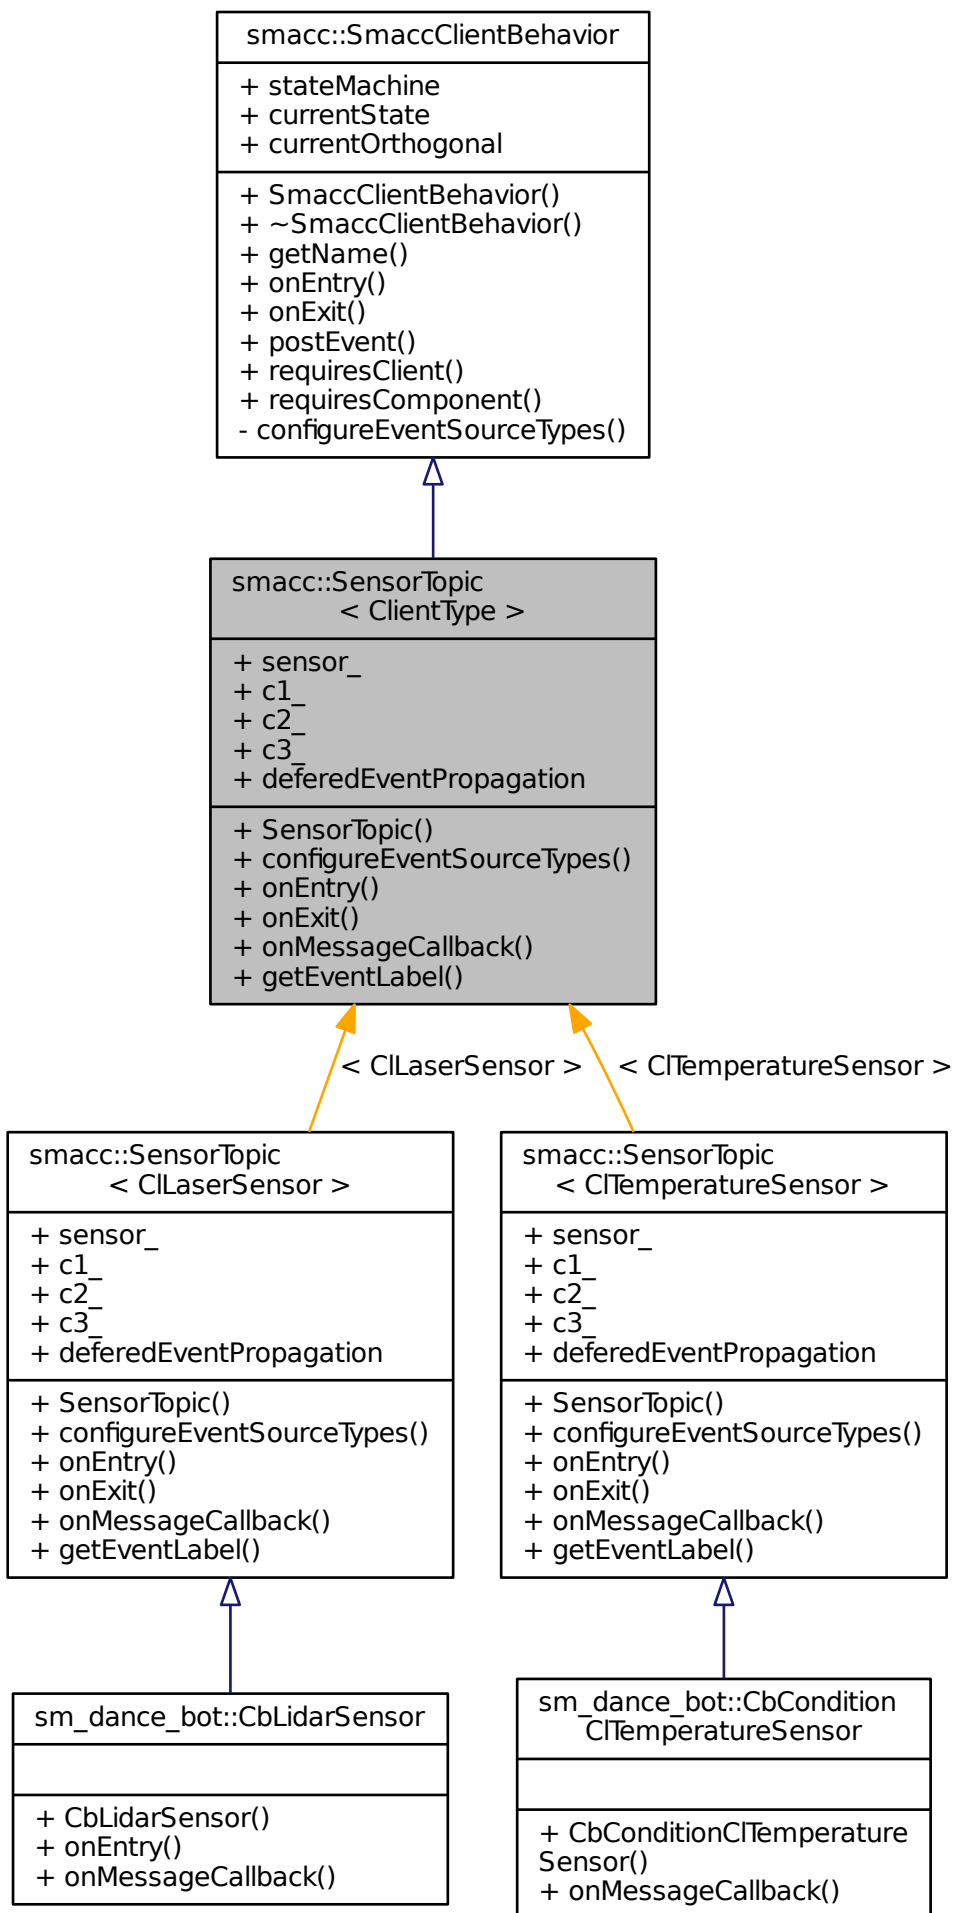 smacc::SmaccClientBehavior
+ stateMachine
+ currentState
+ currentOrthogonal
+ SmaccClientBehavior()
+ ~SmaccClientBehavior()
+ getName()
+ onEntry()
+ onExit()
+ postEvent()
+ requiresClient()
+ requiresComponent()
- configureEventSourceTypes()
smacc::SensorTopic
< ClientType >
+ sensor_
+ c1_
+ c2_
+ c3_
+ deferedEventPropagation
+ SensorTopic()
+ configureEventSourceTypes()
+ onEntry()
+ onExit()
+ onMessageCallback()
+ getEventLabel()
< ClLaserSensor >
< ClTemperatureSensor >
smacc::SensorTopic
< ClLaserSensor >
+ sensor_
+ c1_
+ c2_
+ c3_
+ deferedEventPropagation
+ SensorTopic()
+ configureEventSourceTypes()
+ onEntry()
+ onExit()
+ onMessageCallback()
+ getEventLabel()
smacc::SensorTopic
< ClTemperatureSensor >
+ sensor_
+ c1_
+ c2_
+ c3_
+ deferedEventPropagation
+ SensorTopic()
+ configureEventSourceTypes()
+ onEntry()
+ onExit()
+ onMessageCallback()
+ getEventLabel()
sm_dance_bot::CbLidarSensor
+ CbLidarSensor()
+ onEntry()
+ onMessageCallback()
sm_dance_bot::CbCondition
ClTemperatureSensor
+ CbConditionClTemperature
Sensor()
+ onMessageCallback()